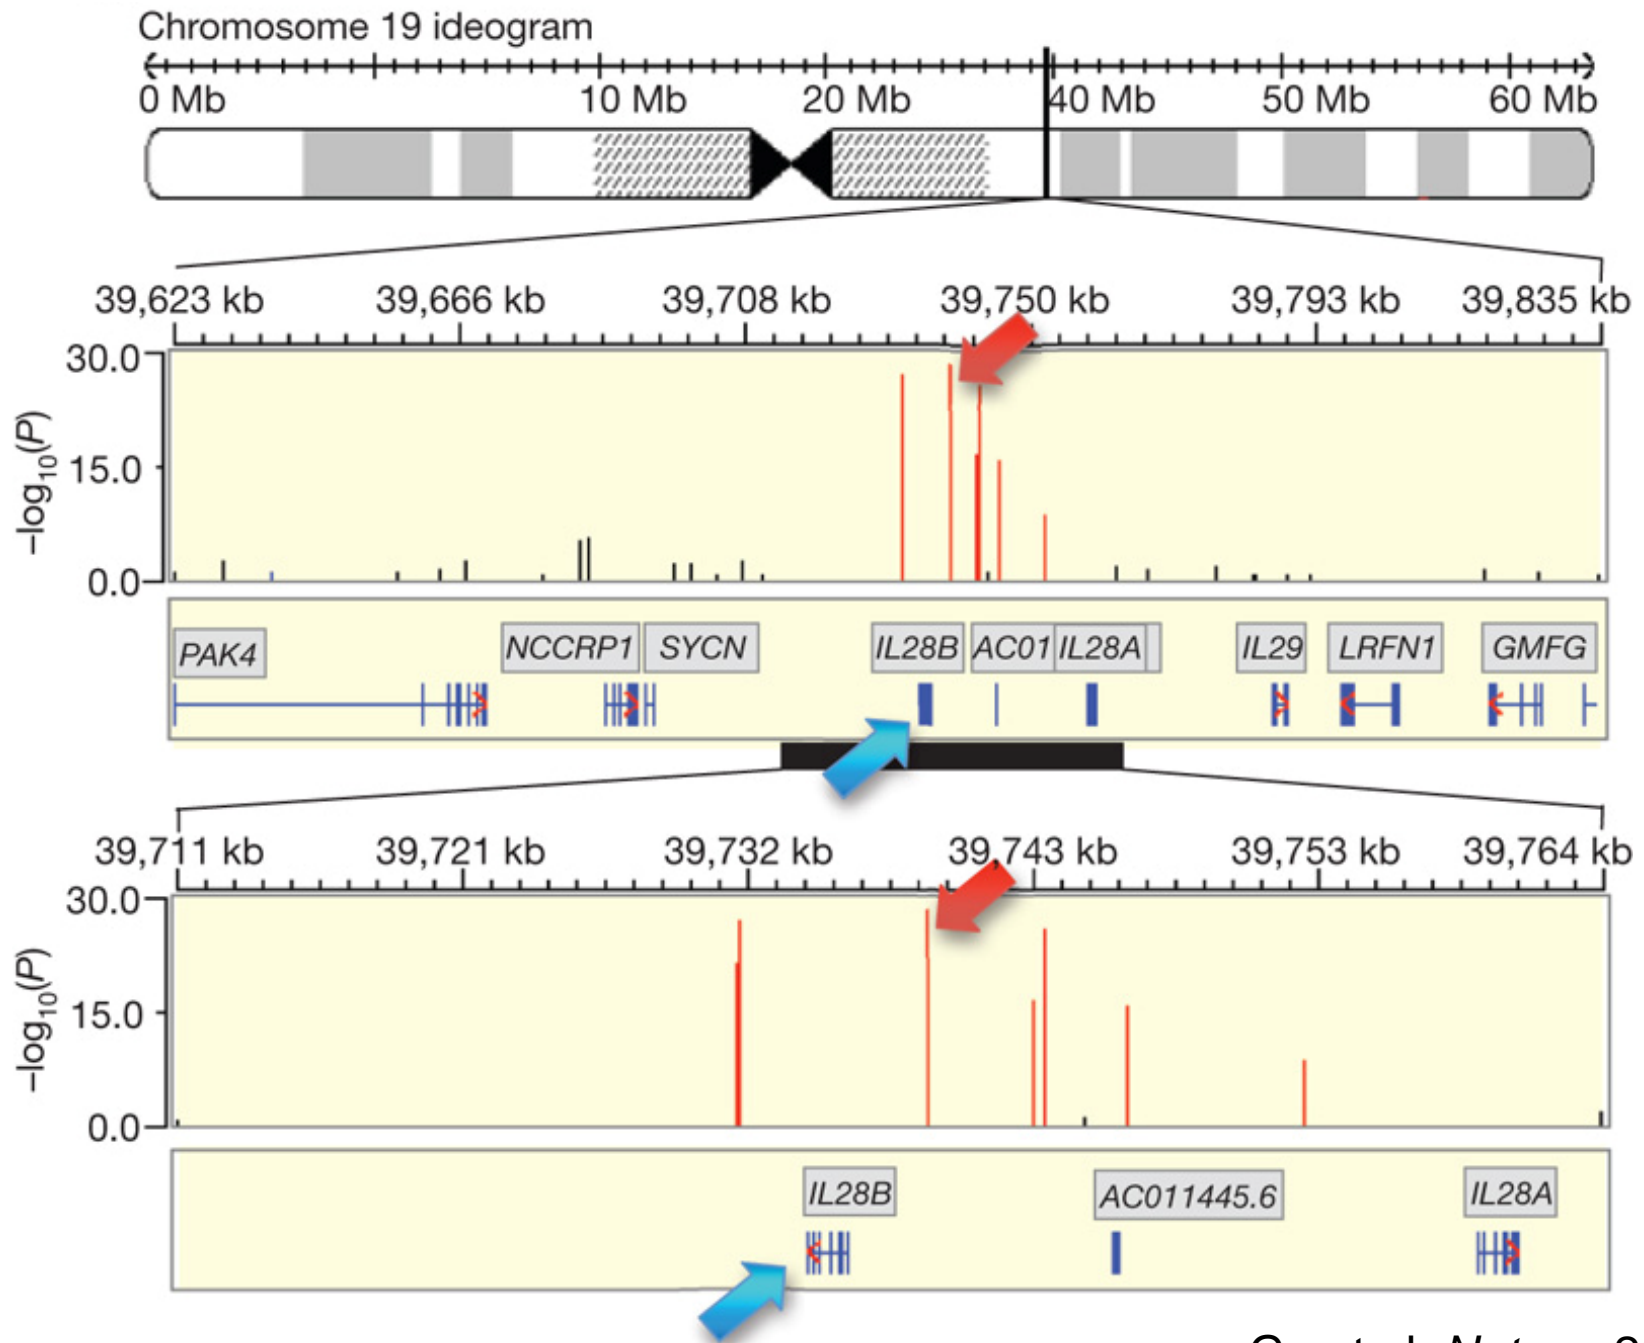 Chromosome 19 ideogram
0 Mb 10 Mb 20 Mb 40 Mb 50 Mb 60 Mb
39,623 kb 39,666 kb 39,708 kb 39,750 kb 39,793 kb 39,835 kb
30.0
15.0
0.0
–log10(P)
PAK4 NCCRP1 SYCN IL28B AC01 IL28A IL29 LRFN1 GMFG
39,711 kb 39,721 kb 39,732 kb 39,743 kb 39,753 kb 39,764 kb
30.0
15.0
0.0
–log10(P)
IL28B AC011445.6 IL28A